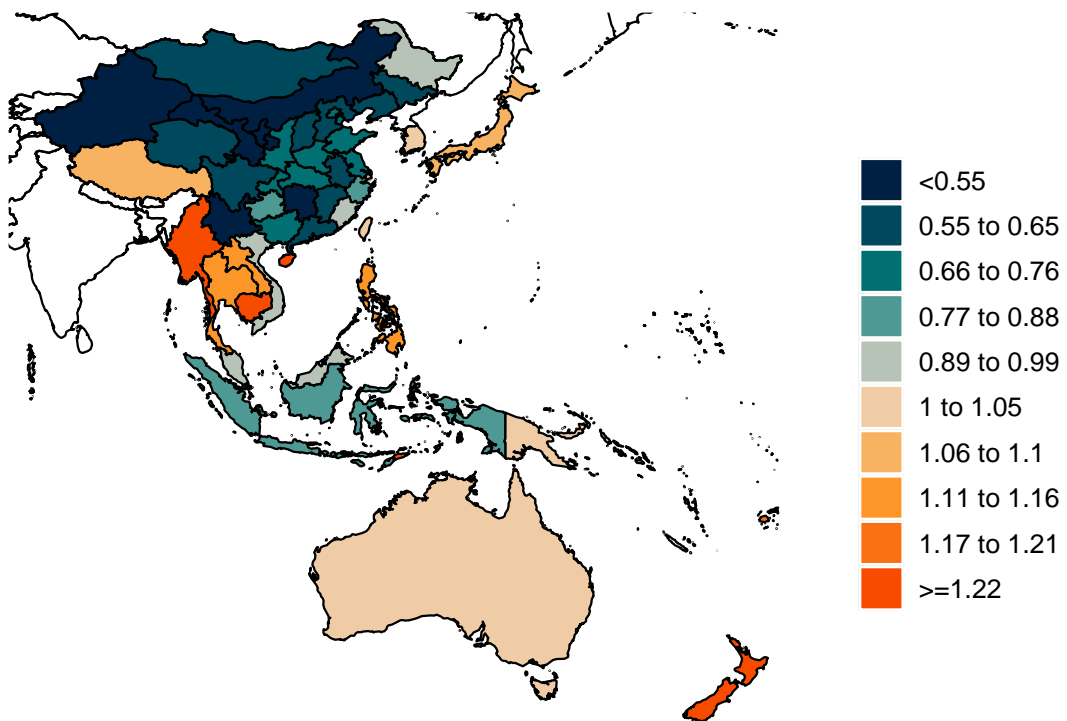 <0.55
0.55 to 0.65
0.66 to 0.76
0.77 to 0.88
0.89 to 0.99
1 to 1.05
1.06 to 1.1
1.11 to 1.16
1.17 to 1.21
>=1.22